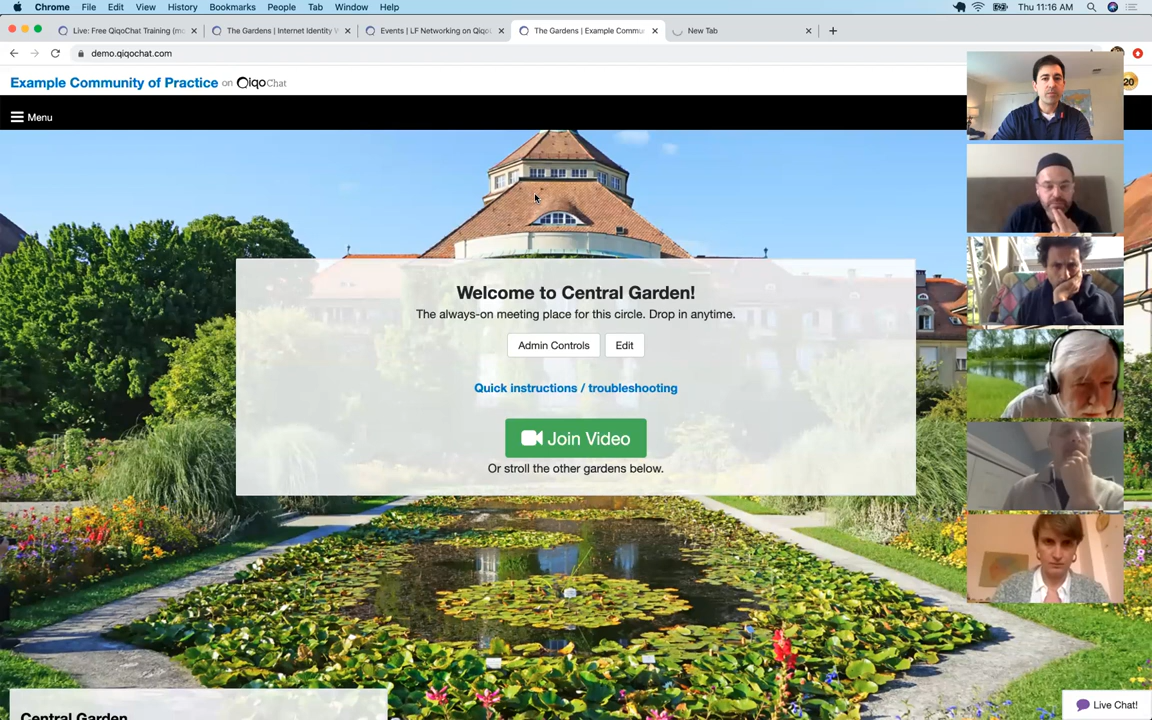 Chrome File Edit View History Bookmarks People Tab Window Help Thu 11:16 AM
Live: Free QiqoChat Training (mo
The Gardens | Internet Identity W
Events | LF Networking on Qiqo
The Gardens | Example Commu
New Tab
demo.qiqochat.com
Example Community of Practice on QiqoChat
20
Menu
Welcome to Central Garden!
The always-on meeting place for this circle. Drop in anytime.
Admin Controls Edit
Quick instructions / troubleshooting
Join Video
Or stroll the other gardens below.
Central Garden
Live Chat!